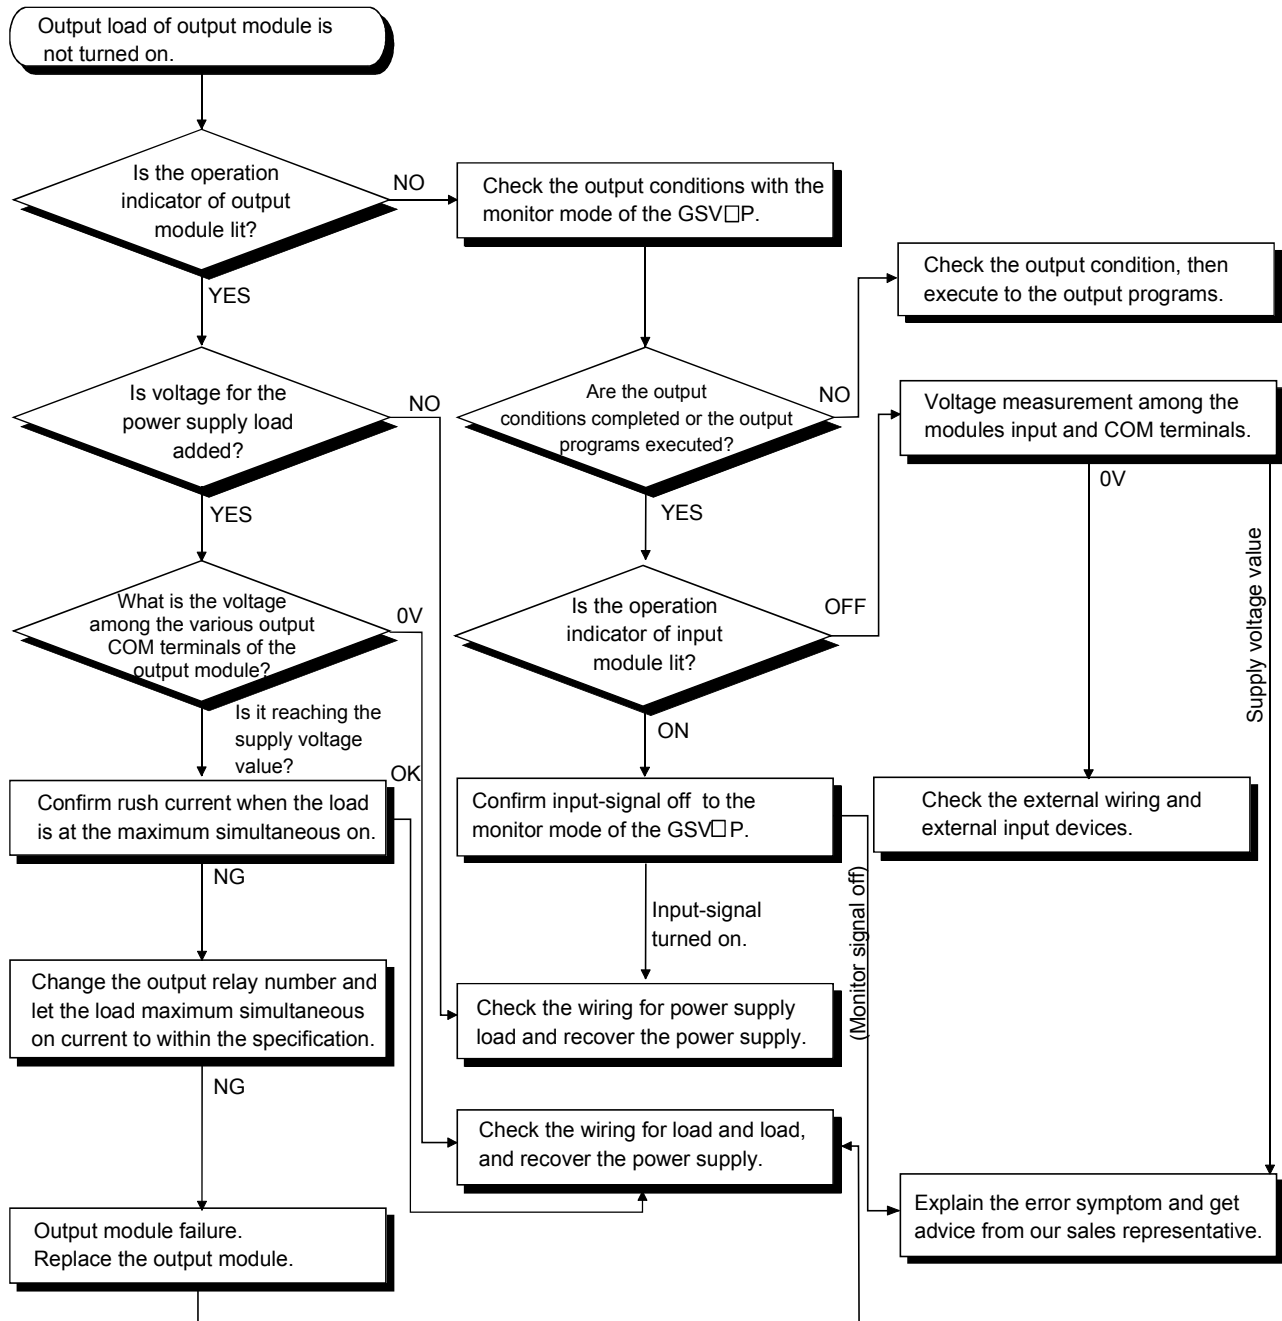 Output load of output module is
not turned on.
Is the operation
indicator of output
module lit?
NO
YES
Check the output conditions with the
monitor mode of the GSV□P.
Check the output condition, then
execute to the output programs.
Is voltage for the
power supply load
added?
NO
YES
Are the output
conditions completed or the output
programs executed?
NO
YES
Voltage measurement among the
modules input and COM terminals.
0V
Supply voltage value
What is the voltage
among the various output
COM terminals of the
output module?
0V
Is it reaching the
supply voltage
value?
Is the operation
indicator of input
module lit?
OFF
ON
OK
Confirm rush current when the load
is at the maximum simultaneous on.
NG
Confirm input-signal off to the
monitor mode of the GSV□P.
Input-signal
turned on.
(Monitor signal off)
Check the external wiring and
external input devices.
Change the output relay number and
let the load maximum simultaneous
on current to within the specification.
NG
Check the wiring for power supply
load and recover the power supply.
Check the wiring for load and load,
and recover the power supply.
Explain the error symptom and get
advice from our sales representative.
Output module failure.
Replace the output module.